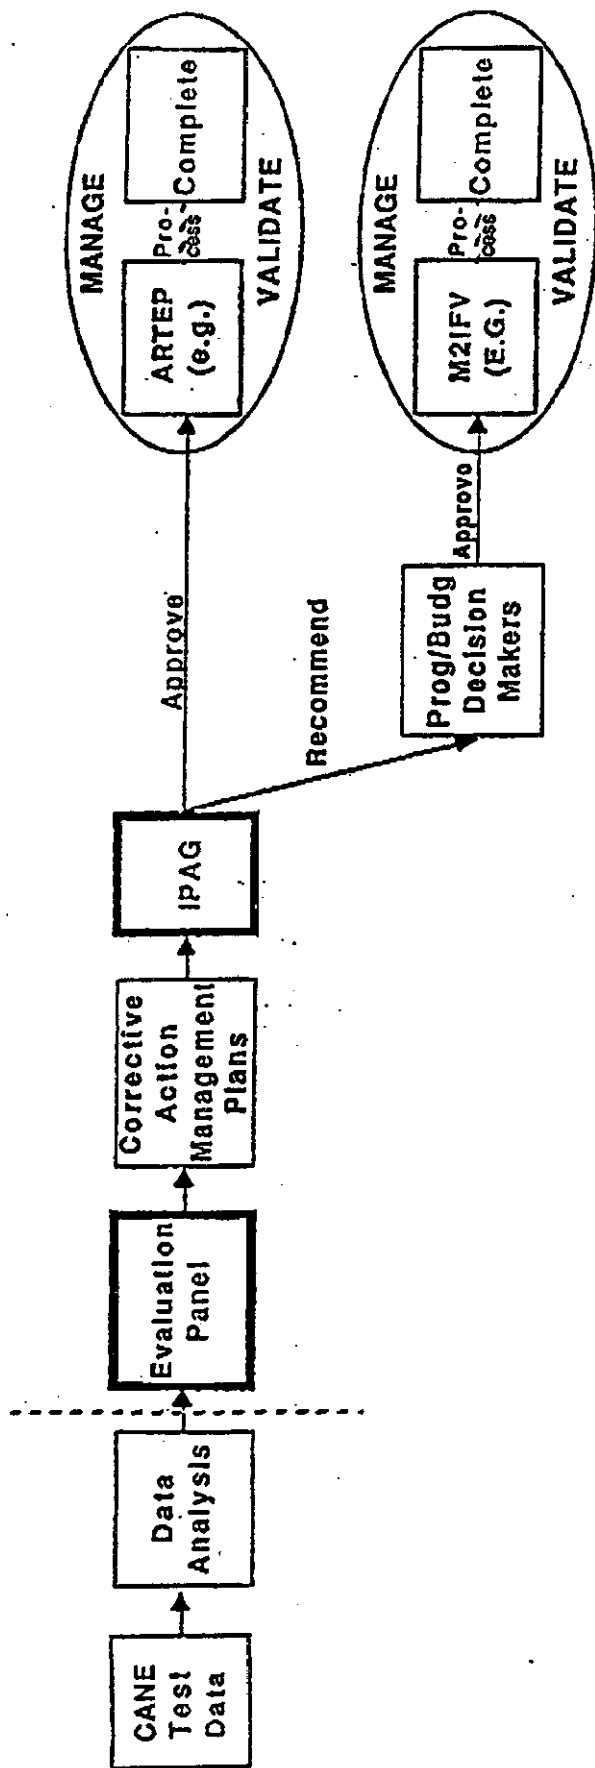 CANE
Test
Data
Data
Analysis
Evaluation
Panel
Corrective
Action
Management
Plans
IPAG
Approve
Recommend
Prog/Budg
Decision
Makers
Approve
MANAGE
ARTEP
(e.g.)
Pro-
cess
Complete
VALIDATE
MANAGE
M2IFV
(E.G.)
Pro-
cess
Complete
VALIDATE